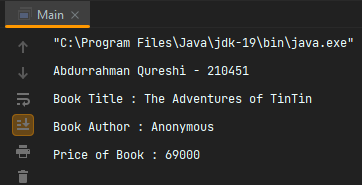 Main
"C:\Program Files\Java\jdk-19\bin\java.exe"
Abdurrahman Qureshi - 210451
Book Title : The Adventures of TinTin
Book Author : Anonymous
Price of Book : 69000